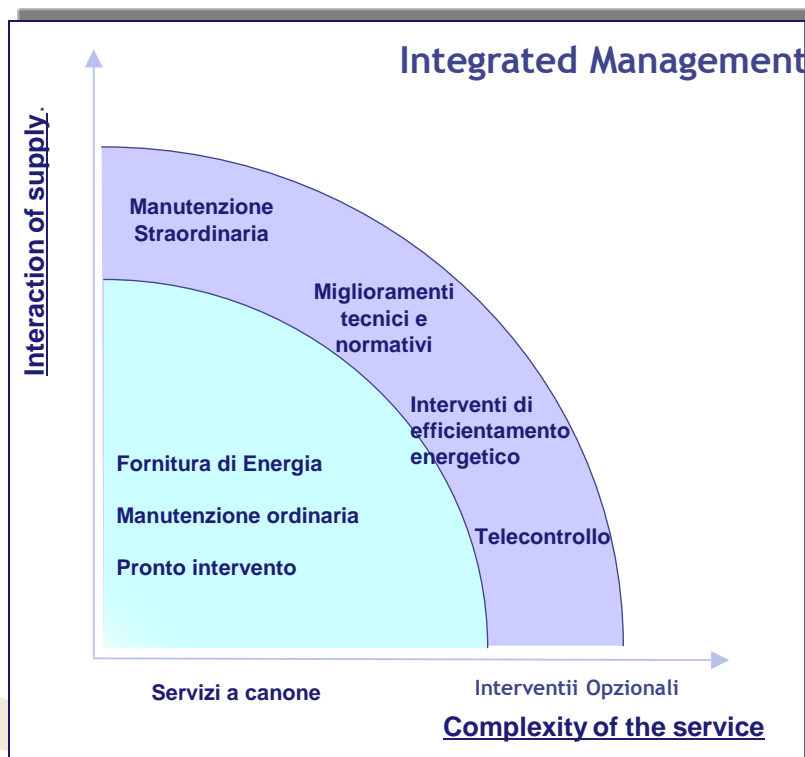 Integrated Management
Interaction of supply.
Manutenzione
Straordinaria
Miglioramenti
tecnici e
normativi
Interventi di
efficientamento
energetico
Fornitura di Energia
Manutenzione ordinaria
Telecontrollo
Pronto intervento
Servizi a canone
Interventii Opzionali
Complexity of the service